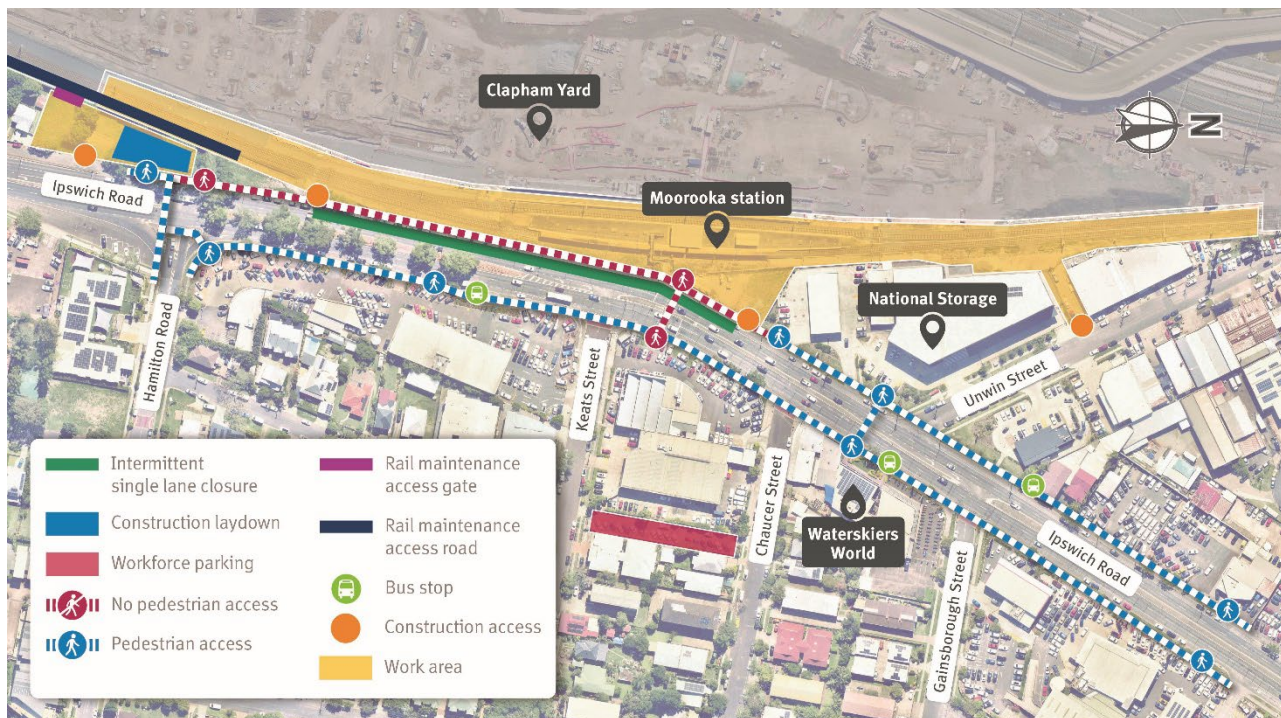 Clapham Yard
N
Moorooka station
Ipswich Road
National Storage
Hamilton Road
Keats Street
Unwin Street
Chaucer Street
Waterskiers
World
Ipswich Road
Gainsborough Street
Intermittent
single lane closure
Construction laydown
Workforce parking
No pedestrian access
Pedestrian access
Rail maintenance
access gate
Rail maintenance
access road
Bus stop
Construction access
Work area